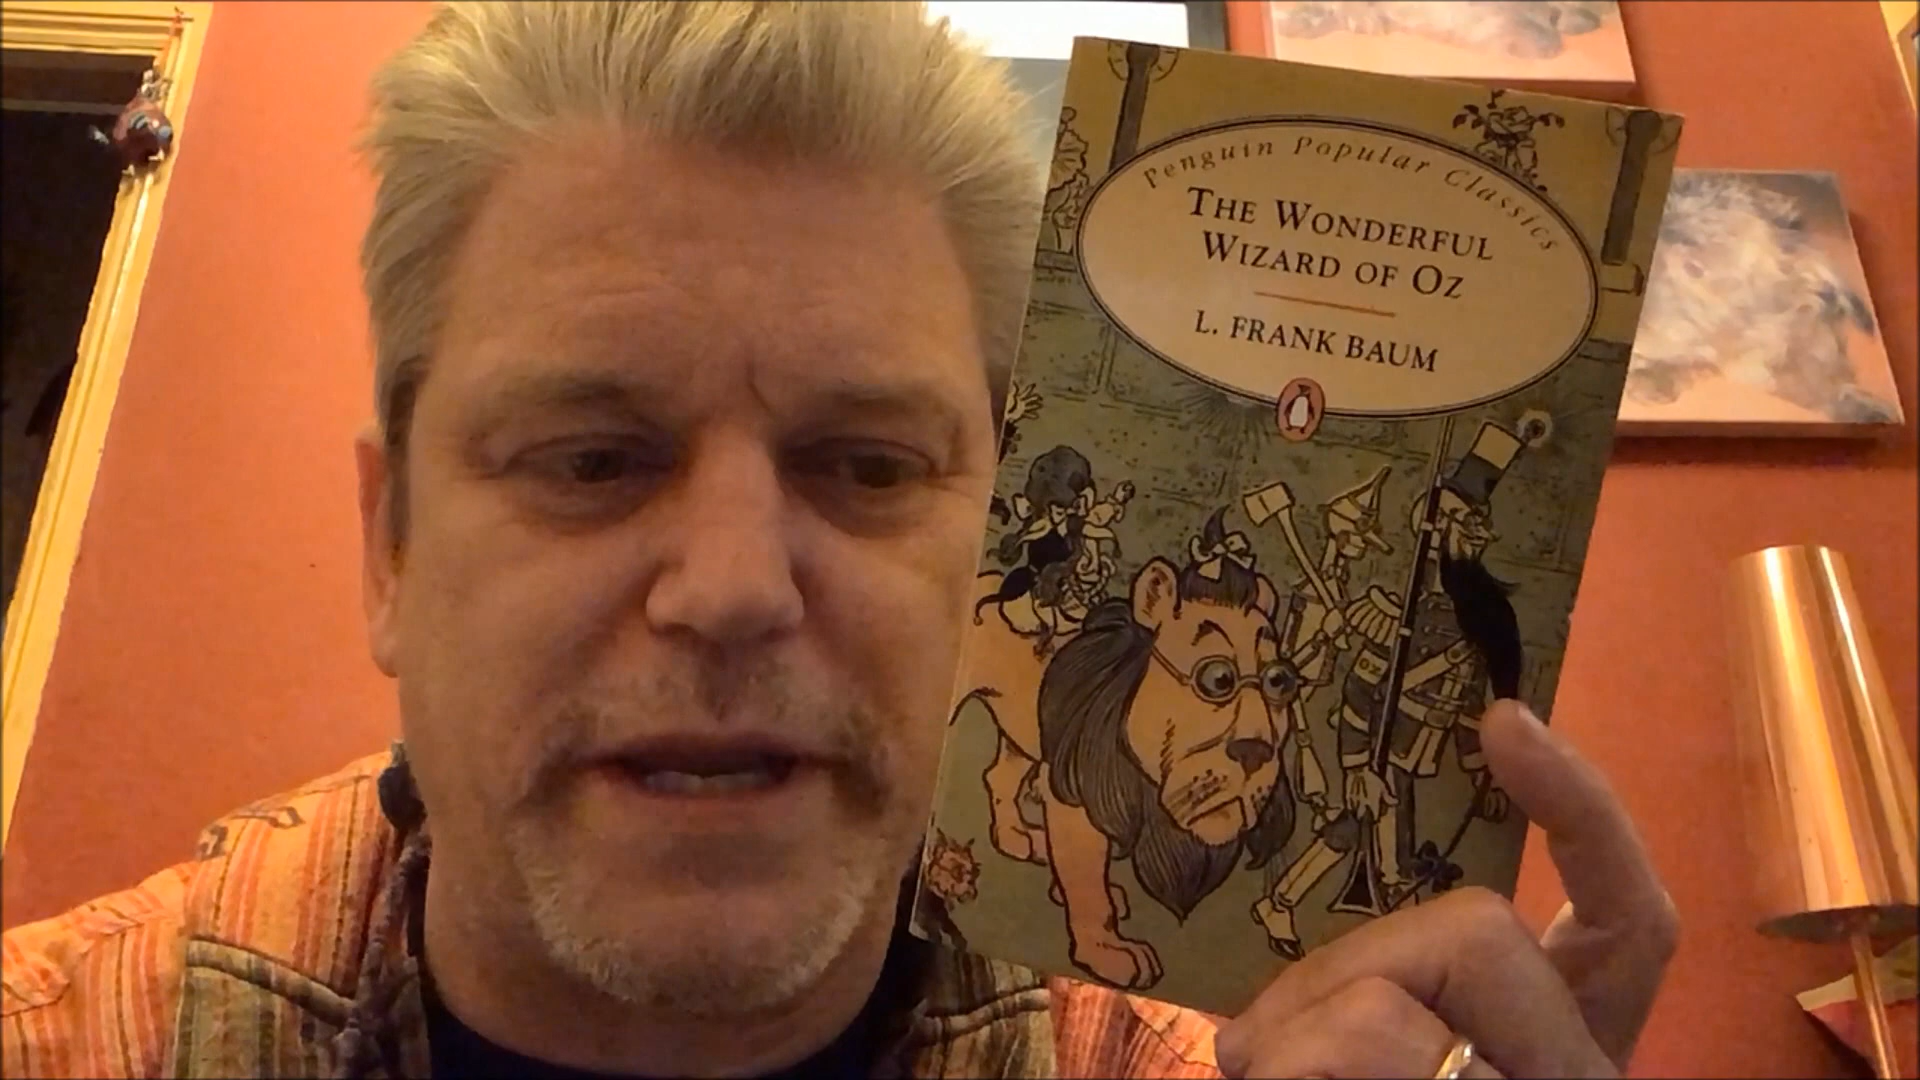 Penguin Popular Classics
THE WONDERFUL
WIZARD OF OZ
L. FRANK BAUM
OZ